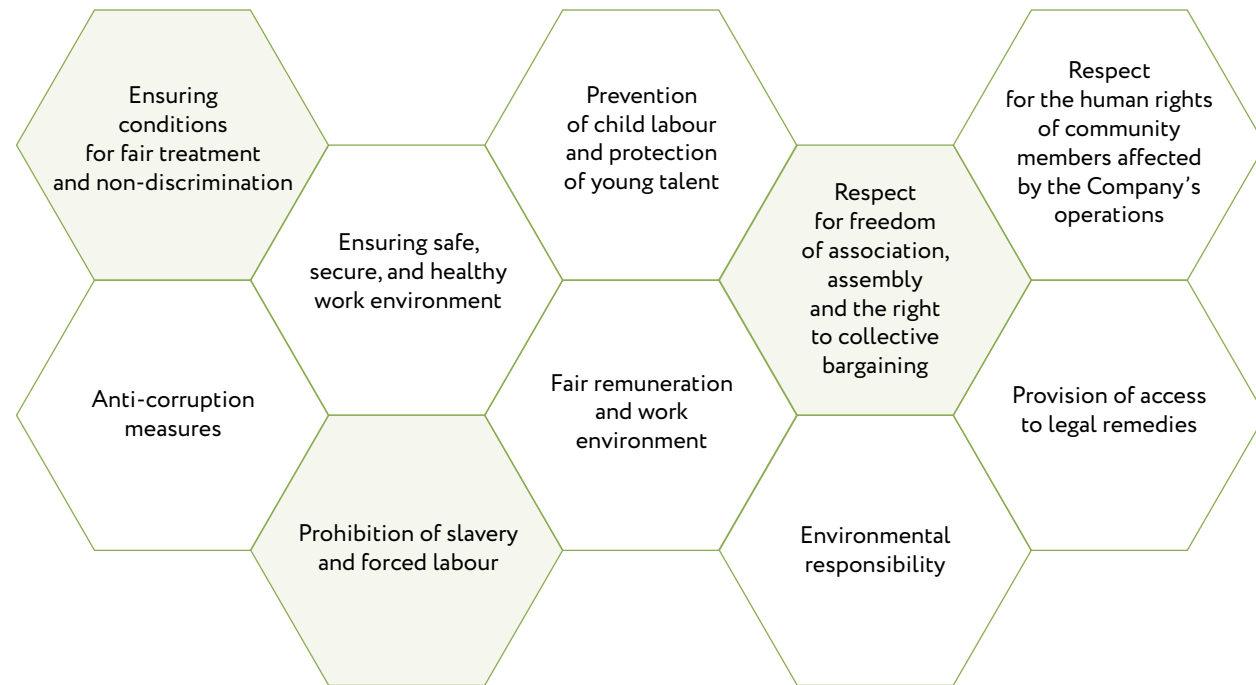 Ensuring
conditions
for fair treatment
and non-discrimination
Prevention
of child labour
and protection
of young talent
Respect
for the human rights
of community
members affected
by the Company’s
operations
Ensuring safe,
secure, and healthy
work environment
Respect
for freedom
of association,
assembly
and the right
to collective
bargaining
Anti-corruption
measures
Fair remuneration
and work
environment
Provision of access
to legal remedies
Prohibition of slavery
and forced labour
Environmental
responsibility